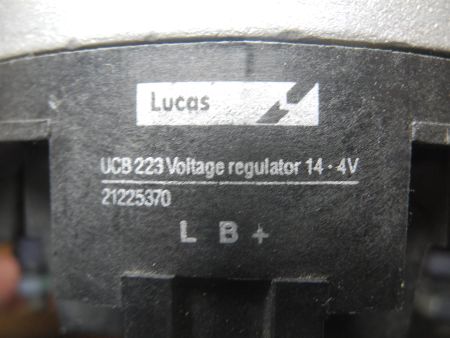 Lucas
UCB 223 Voltage regulator 14 · 4V
21225370
L B +